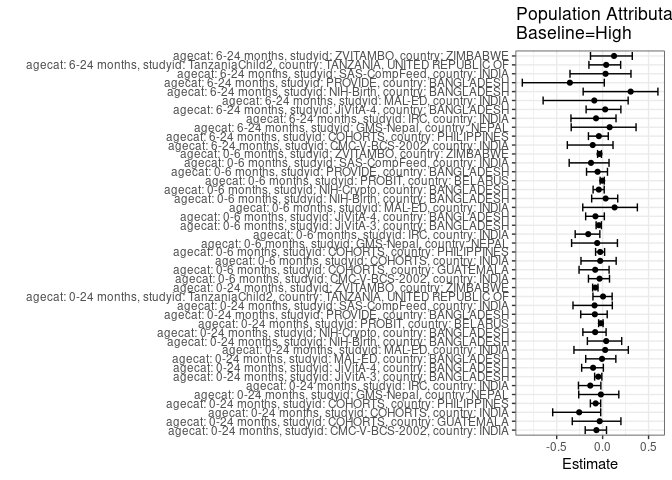 Population Attributa
Baseline=High
agecat: 6-24 months, studyid: ZVITAMBO, country: ZIMBABWE
agecat: 6-24 months, studyid: TanzaniaChild2, country: TANZANIA, UNITED REPUBLIC OF
agecat: 6-24 months, studyid: SAS-CompFeed, country: INDIA
agecat: 6-24 months, studyid: PROVIDE, country: BANGLADESH
agecat: 6-24 months, studyid: NIH-Birth, country: BANGLADESH
agecat: 6-24 months, studyid: MAL-ED, country: INDIA
agecat: 6-24 months, studyid: JiVitA-4, country: BANGLADESH
agecat: 6-24 months, studyid: IRC, country: INDIA
agecat: 6-24 months, studyid: GMS-Nepal, country: NEPAL
agecat: 6-24 months, studyid: COHORTS, country: PHILIPPINES
agecat: 6-24 months, studyid: CMC-V-BCS-2002, country: INDIA
agecat: 0-6 months, studyid: ZVITAMBO, country: ZIMBABWE
agecat: 0-6 months, studyid: SAS-CompFeed, country: INDIA
agecat: 0-6 months, studyid: PROVIDE, country: BANGLADESH
agecat: 0-6 months, studyid: PROBIT, country: BELARUS
agecat: 0-6 months, studyid: NIH-Crypto, country: BANGLADESH
agecat: 0-6 months, studyid: NIH-Birth, country: BANGLADESH
agecat: 0-6 months, studyid: MAL-ED, country: INDIA
agecat: 0-6 months, studyid: JiVitA-4, country: BANGLADESH
agecat: 0-6 months, studyid: JiVitA-3, country: BANGLADESH
agecat: 0-6 months, studyid: IRC, country: INDIA
agecat: 0-6 months, studyid: GMS-Nepal, country: NEPAL
agecat: 0-6 months, studyid: COHORTS, country: PHILIPPINES
agecat: 0-6 months, studyid: COHORTS, country: INDIA
agecat: 0-6 months, studyid: COHORTS, country: GUATEMALA
agecat: 0-6 months, studyid: CMC-V-BCS-2002, country: INDIA
agecat: 0-24 months, studyid: ZVITAMBO, country: ZIMBABWE
agecat: 0-24 months, studyid: TanzaniaChild2, country: TANZANIA, UNITED REPUBLIC OF
agecat: 0-24 months, studyid: SAS-CompFeed, country: INDIA
agecat: 0-24 months, studyid: PROVIDE, country: BANGLADESH
agecat: 0-24 months, studyid: PROBIT, country: BELARUS
agecat: 0-24 months, studyid: NIH-Crypto, country: BANGLADESH
agecat: 0-24 months, studyid: NIH-Birth, country: BANGLADESH
agecat: 0-24 months, studyid: MAL-ED, country: INDIA
agecat: 0-24 months, studyid: MAL-ED, country: BANGLADESH
agecat: 0-24 months, studyid: JiVitA-4, country: BANGLADESH
agecat: 0-24 months, studyid: JiVitA-3, country: BANGLADESH
agecat: 0-24 months, studyid: IRC, country: INDIA
agecat: 0-24 months, studyid: GMS-Nepal, country: NEPAL
agecat: 0-24 months, studyid: COHORTS, country: PHILIPPINES
agecat: 0-24 months, studyid: COHORTS, country: INDIA
agecat: 0-24 months, studyid: COHORTS, country: GUATEMALA
agecat: 0-24 months, studyid: CMC-V-BCS-2002, country: INDIA
-0.5 0.0 0.5
Estimate